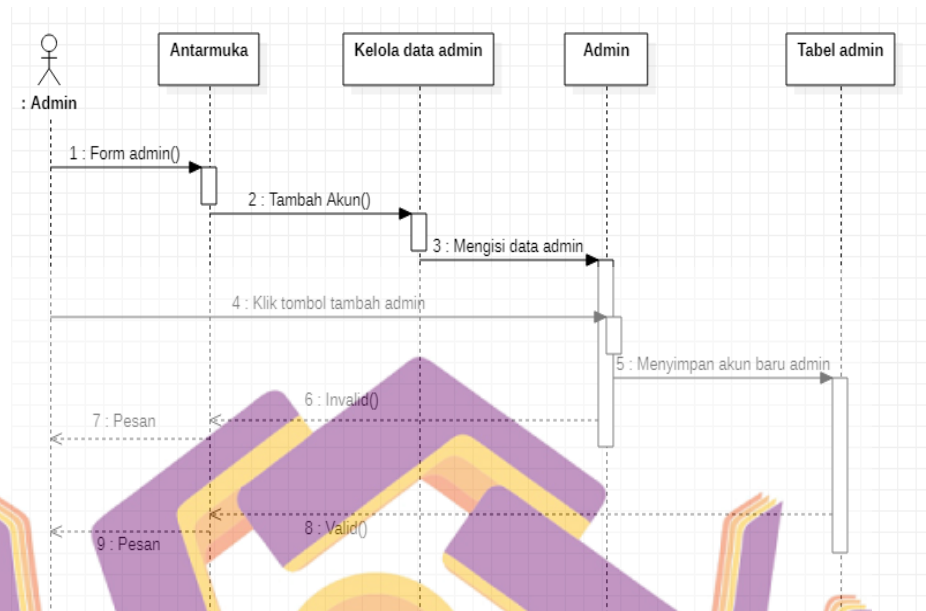 Antarmuka
Kelola data admin
Admin
Tabel admin
: Admin
1 : Form admin()
2 : Tambah Akun()
3 : Mengisi data admin
4 : Klik tombol tambah admin
5 : Menyimpan akun baru admin
6 : Invalid()
7 : Pesan
8 : Valid()
9 : Pesan